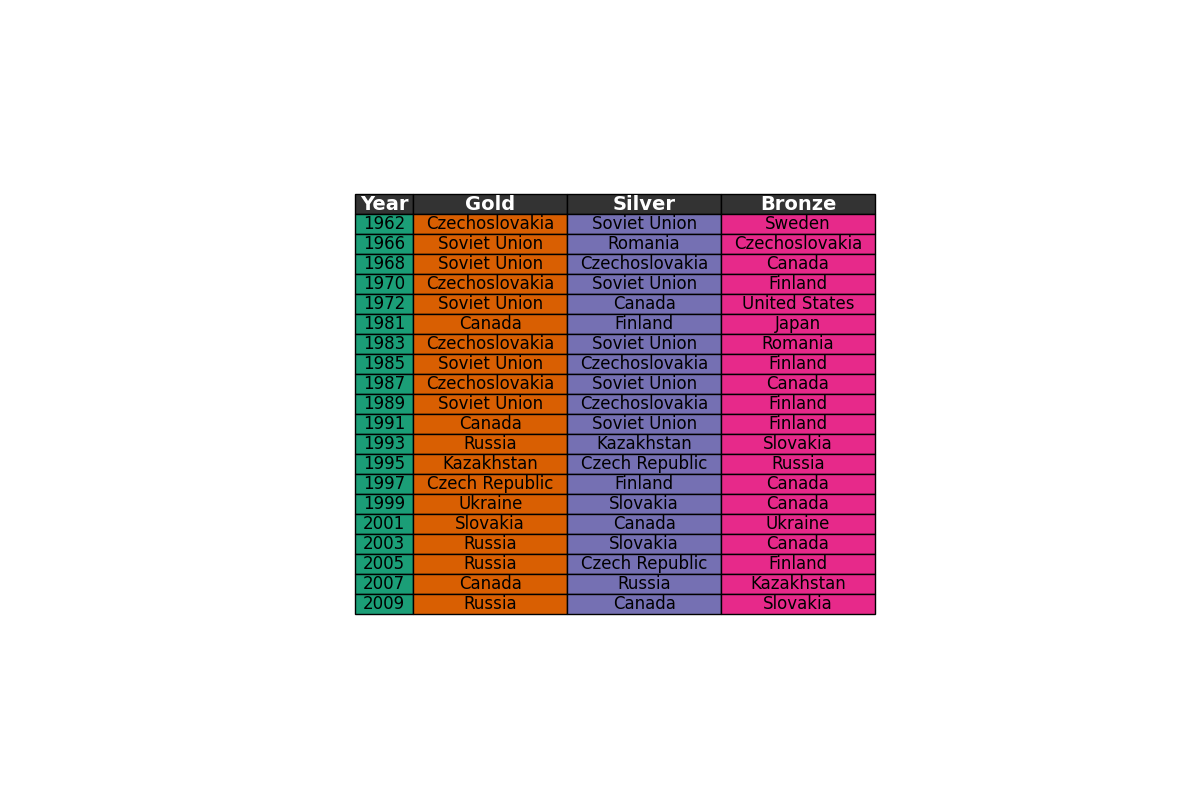 Year Gold Silver Bronze
1962 Czechoslovakia Soviet Union Sweden
1966 Soviet Union Romania Czechoslovakia
1968 Soviet Union Czechoslovakia Canada
1970 Czechoslovakia Soviet Union Finland
1972 Soviet Union Canada United States
1981 Canada Finland Japan
1983 Czechoslovakia Soviet Union Romania
1985 Soviet Union Czechoslovakia Finland
1987 Czechoslovakia Soviet Union Canada
1989 Soviet Union Czechoslovakia Finland
1991 Canada Soviet Union Finland
1993 Russia Kazakhstan Slovakia
1995 Kazakhstan Czech Republic Russia
1997 Czech Republic Finland Canada
1999 Ukraine Slovakia Canada
2001 Slovakia Canada Ukraine
2003 Russia Slovakia Canada
2005 Russia Czech Republic Finland
2007 Canada Russia Kazakhstan
2009 Russia Canada Slovakia